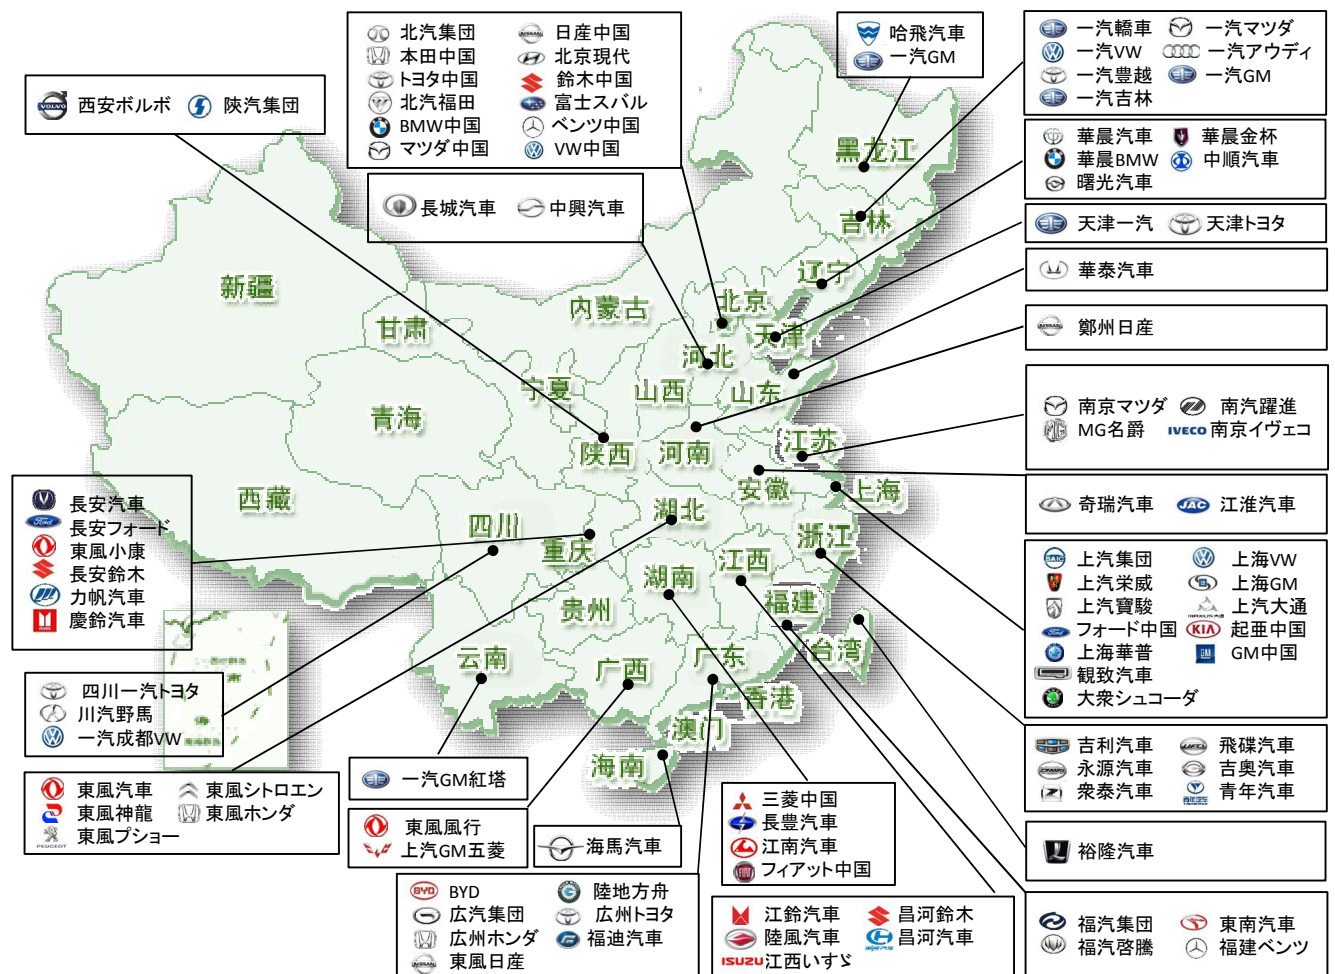 北汽集団 日産中国
本田中国 北京現代
トヨタ中国 鈴木中国
北汽福田 富士スバル
BMW中国 ベンツ中国
マツダ中国 VW中国
哈飛汽車
一汽GM
一汽轎車 一汽マツダ
一汽VW 一汽アウディ
一汽豊越 一汽GM
一汽吉林
VOLVO 西安ボルボ 陝汽集団
華晨汽車 華晨金杯
華晨BMW 中順汽車
曙光汽車
長城汽車 中興汽車
天津一汽 天津トヨタ
華泰汽車
NISSAN 鄭州日産
南京マツダ 南汽躍進
MG名爵 IVECO 南京イヴェコ
奇瑞汽車 JAC 江淮汽車
黑龙江
吉林
辽宁
新疆
内蒙古
北京
甘肃
天津
河北
宁夏
山西
山东
青海
陕西
河南
江苏
西藏
安徽
上海
四川
湖北
重庆
浙江
湖南
江西
贵州
福建
云南
广西
广东
台湾
香港
澳门
海南
長安汽車
Ford 長安フォード
東風小康
長安鈴木
力帆汽車
慶鈴汽車
上汽集団 上海VW
上汽栄威 上海GM
上汽寶駿 上汽大通
Ford フォード中国 KIA 起亜中国
上海華普 GM GM中国
観致汽車
大衆シュコーダ
四川一汽トヨタ
川汽野馬
一汽成都VW
吉利汽車 UFO 飛碟汽車
永源汽車 吉奥汽車
衆泰汽車 青年汽車
東風汽車 東風シトロエン
東風神龍 東風ホンダ
PEUGEOT 東風プショー
一汽GM紅塔
東風風行
上汽GM五菱
海馬汽車
三菱中国
長豊汽車
江南汽車
FIAT フィアット中国
裕隆汽車
BYD BYD 陸地方舟
広汽集団 広州トヨタ
広州ホンダ 福迪汽車
NISSAN 東風日産
江鈴汽車 昌河鈴木
陸風汽車 昌河汽車
ISUZU 江西いすゞ
福汽集団 東南汽車
福汽啓騰 福建ベンツ